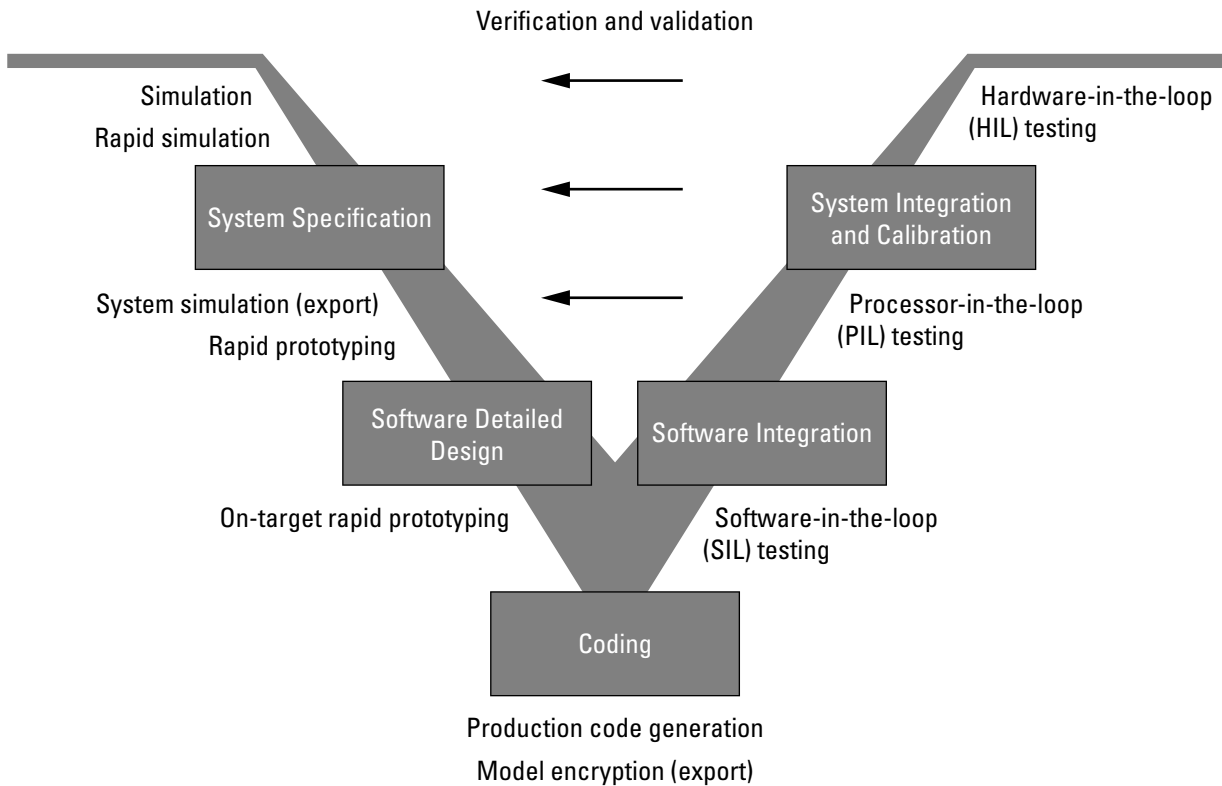 Verification and validation
Simulation
Rapid simulation
Hardware-in-the-loop
(HIL) testing
System Specification
System Integration
and Calibration
System simulation (export)
Rapid prototyping
Processor-in-the-loop
(PIL) testing
Software Detailed
Design
Software Integration
On-target rapid prototyping
Software-in-the-loop
(SIL) testing
Coding
Production code generation
Model encryption (export)